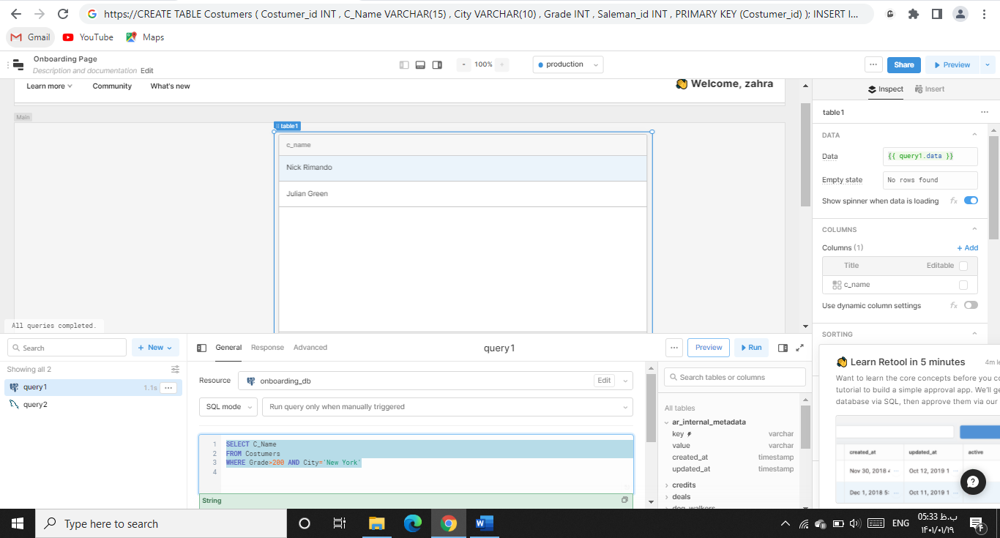 https://CREATE TABLE Costumers ( Costumer_id INT , C_Name VARCHAR(15) , City VARCHAR(10) , Grade INT , Saleman_id INT , PRIMARY KEY (Costumer_id) ); INSERT I...
Gmail YouTube Maps
Onboarding Page
Description and documentation Edit
- 100% +
production
Share
Preview
Learn more Community What's new
Welcome, zahra
Main
table1
c_name
Nick Rimando
Julian Green
All queries completed.
Inspect Insert
table1
DATA
Data {{ query1.data }}
Empty state No rows found
Show spinner when data is loading fx
COLUMNS
Columns (1) + Add
Title Editable
c_name
Use dynamic column settings fx
SORTING
Search + New
Showing all 2
query1 1.1s
query2
General Response Advanced query1 Preview Run
Resource onboarding_db Edit
SQL mode Run query only when manually triggered
1 SELECT C_Name
2 FROM Costumers
3 WHERE Grade>200 AND City='New York'
4
String
Search tables or columns
All tables
ar_internal_metadata
key varchar
value varchar
created_at timestamp
updated_at timestamp
credits
deals
dog_walkers
Learn Retool in 5 minutes 4m le
Want to learn the core concepts before you co
tutorial to build a simple approval app. We'll ge
database via SQL, then approve them via our
created_at updated_at active
Nov 30, 2018 4 Oct 12, 2019 1
Dec 1, 2018 5: Oct 11, 2019 1
Type here to search
ENG
05:33 ب.ظ
۱۴۰۱/۰۱/۱۹